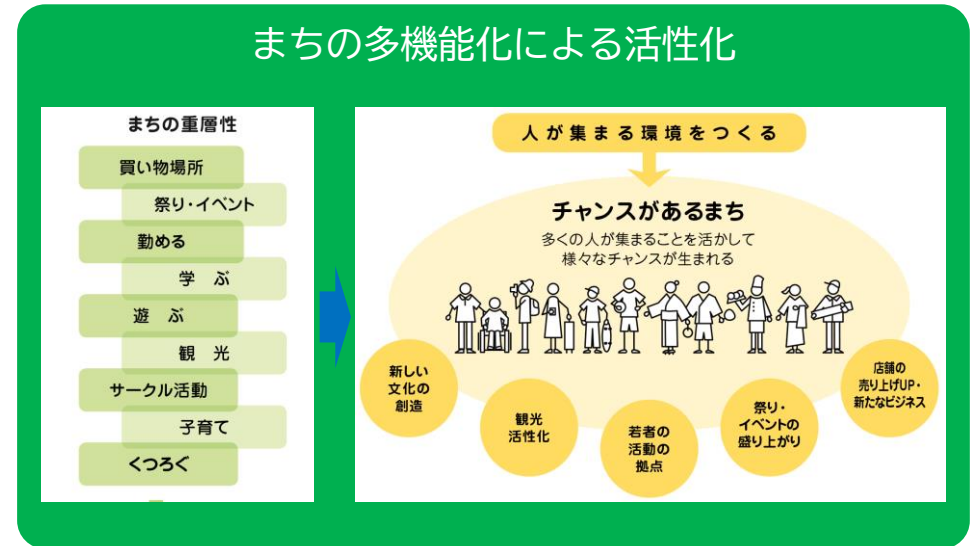 まちの多機能化による活性化
まちの重層性
買い物場所
祭り・イベント
勤める
学 ぶ
遊 ぶ
観 光
サークル活動
子育て
くつろぐ
人が集まる環境をつくる
チャンスがあるまち
多くの人が集まることを活かして
様々なチャンスが生まれる
新しい
文化の
創造
観光
活性化
若者の
活動の
拠点
祭り・
イベントの
盛り上がり
店舗の
売り上げUP・
新たなビジネス